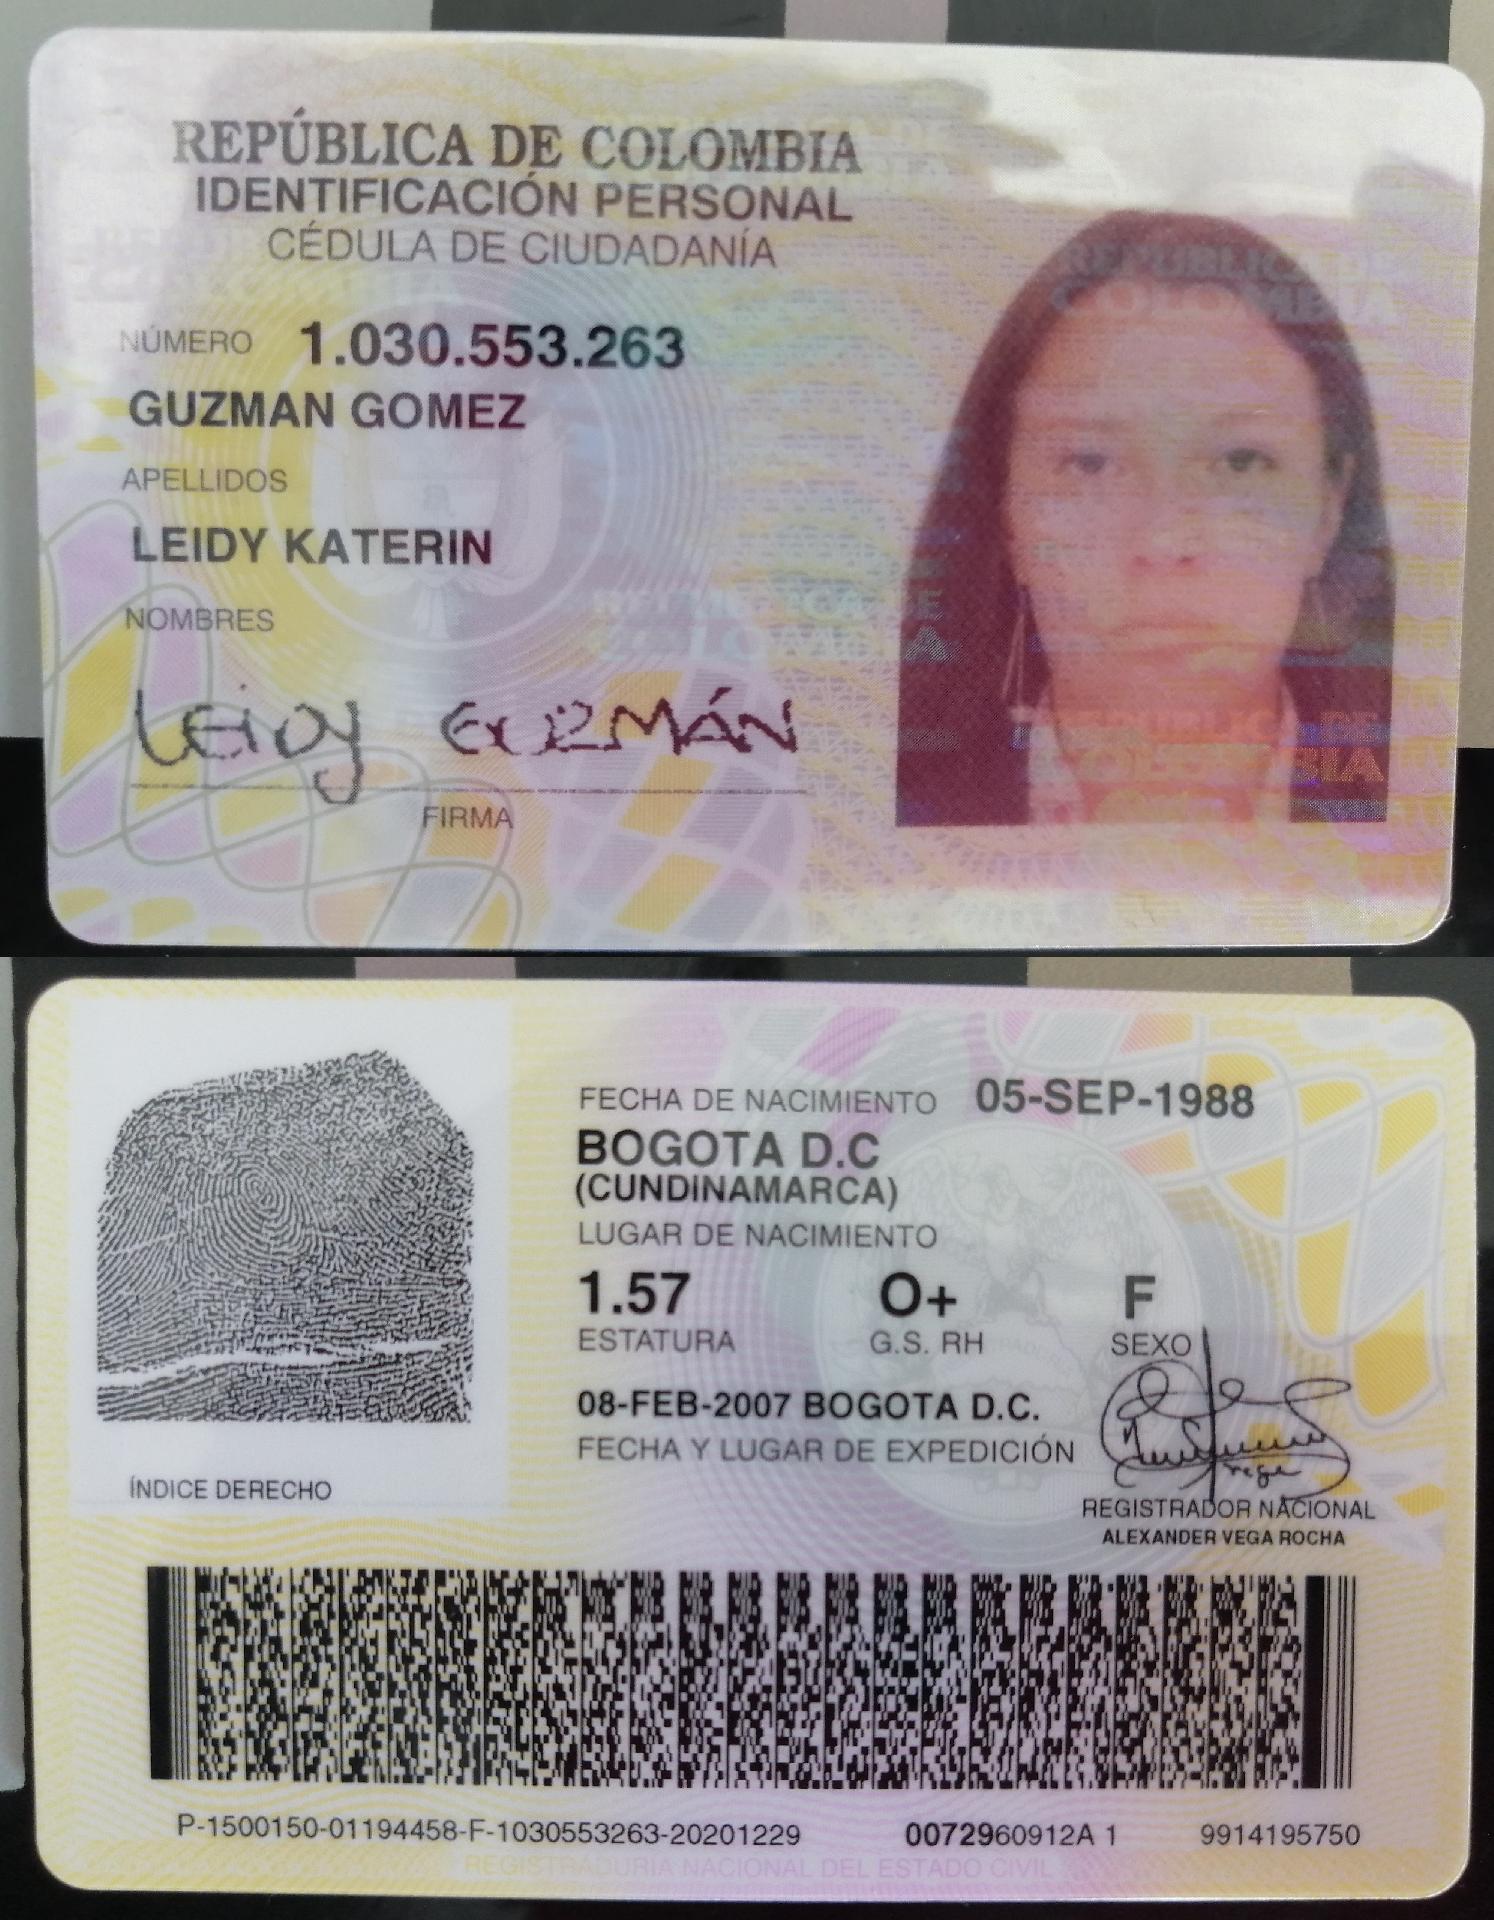 REPÚBLICA DE COLOMBIA
IDENTIFICACIÓN PERSONAL
CÉDULA DE CIUDADANÍA
NÚMERO 1.030.553.263
GUZMAN GOMEZ
APELLIDOS
LEIDY KATERIN
NOMBRES
LEIDY GUZMÁN
FIRMA
REPUBLICA DE
COLOMBIA
FECHA DE NACIMIENTO 05-SEP-1988
BOGOTA D.C
(CUNDINAMARCA)
LUGAR DE NACIMIENTO
1.57 O+ F
ESTATURA G.S. RH SEXO
08-FEB-2007 BOGOTA D.C.
FECHA Y LUGAR DE EXPEDICIÓN
ÍNDICE DERECHO
REGISTRADOR NACIONAL
ALEXANDER VEGA ROCHA
P-1500150-01194458-F-1030553263-20201229 0072960912A 1 9914195750
REGISTRADURIA NACIONAL DEL ESTADO CIVIL